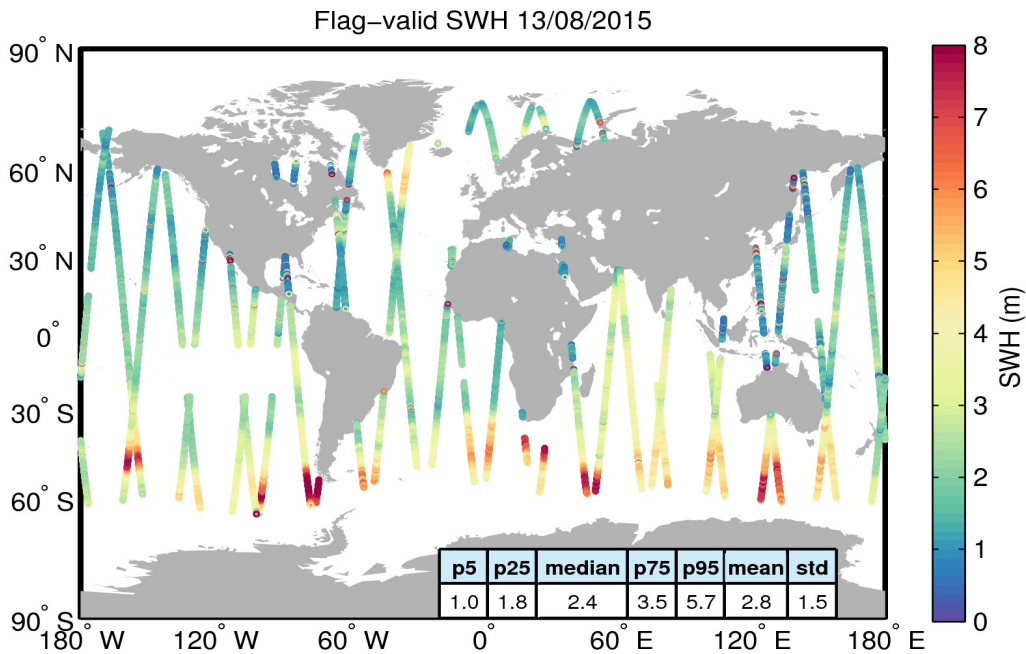 Flag−valid SWH 13/08/2015
90° N
60° N
30° N
0°
30° S
60° S
90° S
180° W
120° W
60° W
0°
60° E
120° E
180° E
p5 p25 median p75 p95 mean std
1.0 1.8 2.4 3.5 5.7 2.8 1.5
8
7
6
5
4
3
2
1
0
SWH (m)